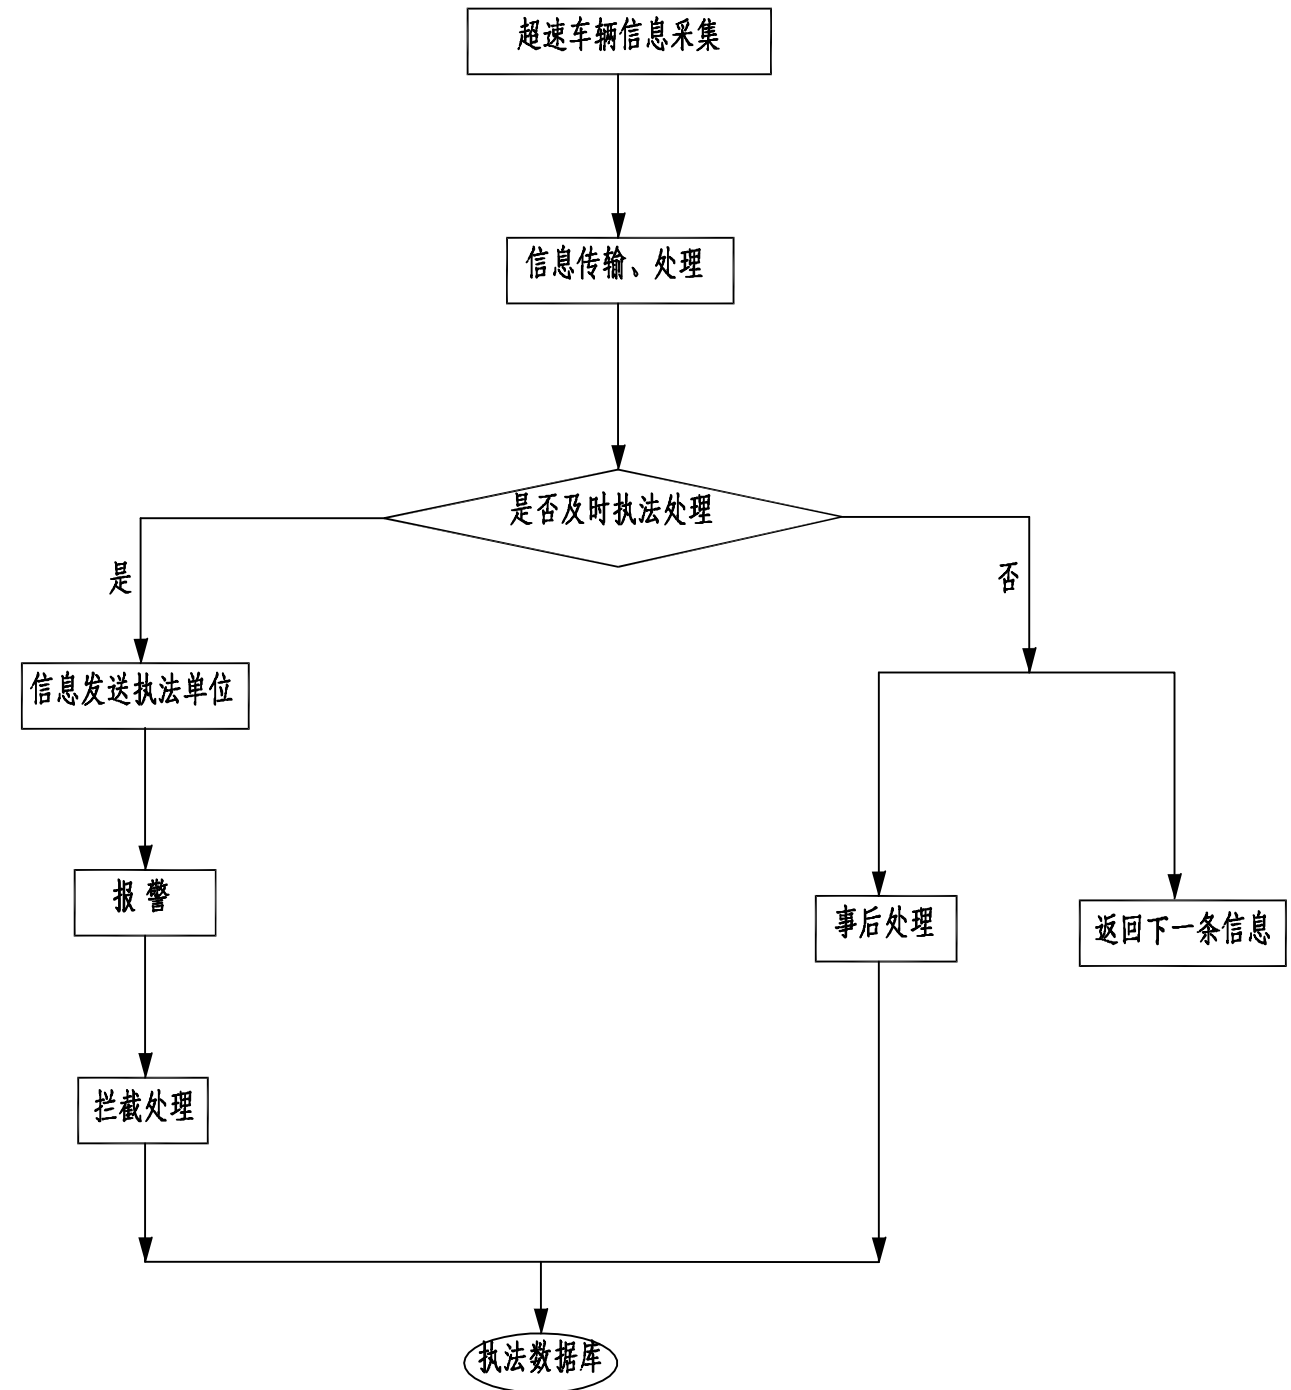 超速车辆信息采集
信息传输、处理
是否及时执法处理
是
否
信息发送执法单位
报警
事后处理
返回下一条信息
拦截处理
执法数据库